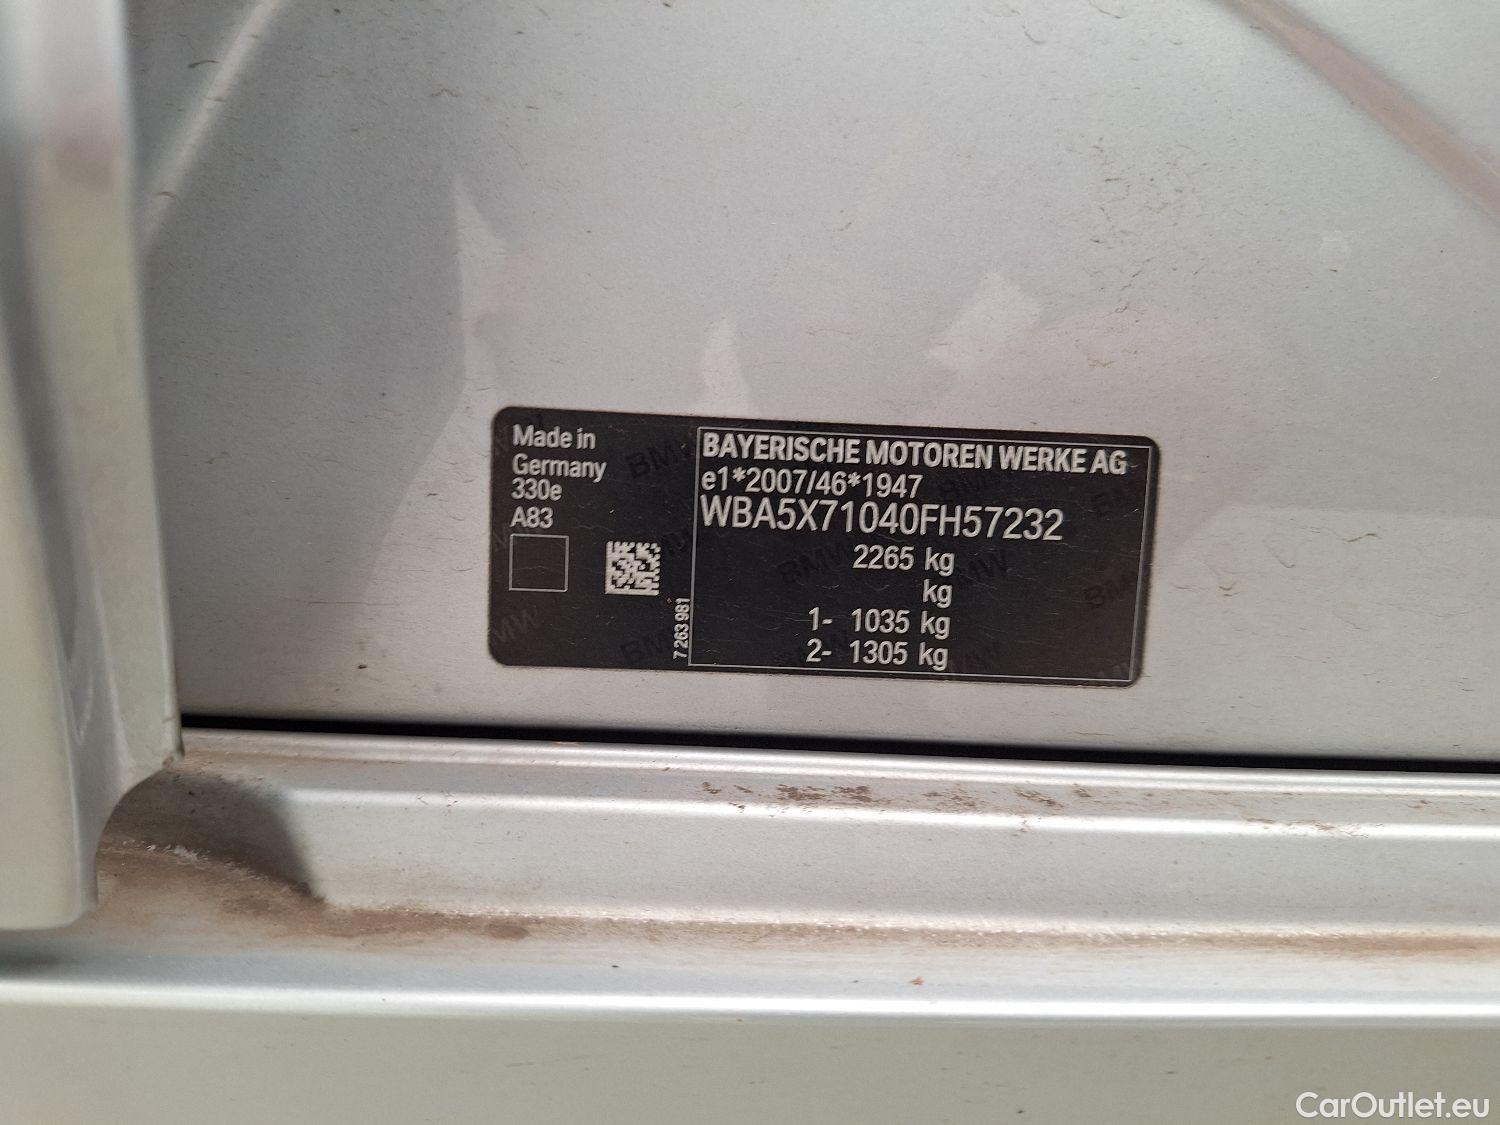 Made in
Germany
330e
A83
7 263 981
BAYERISCHE MOTOREN WERKE AG
e1*2007/46*1947
WBA5X71040FH57232
2265 kg
kg
1- 1035 kg
2- 1305 kg
CarOutlet.eu